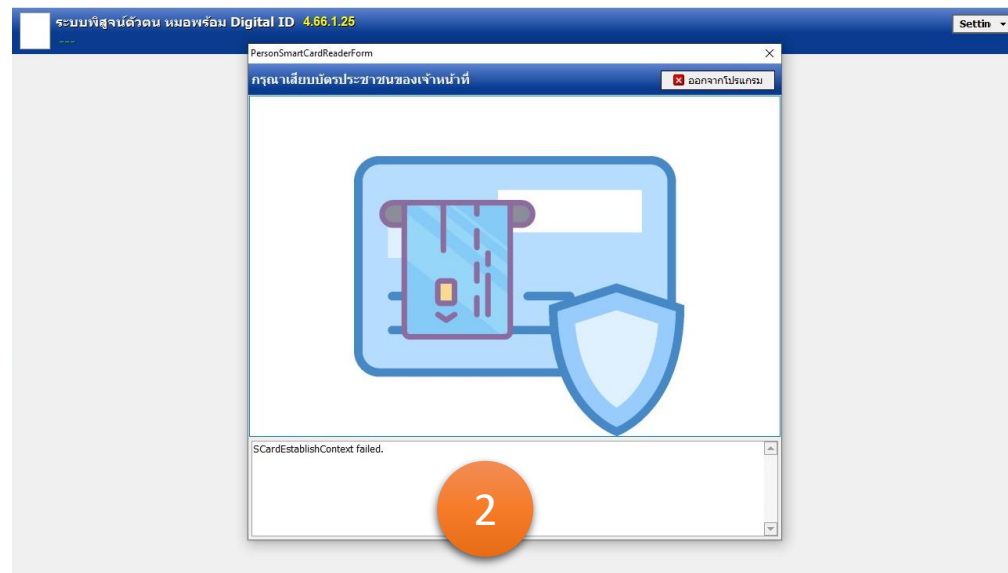 ระบบพิสูจน์ตัวตน หมอพร้อม Digital ID 4.66.1.25
---
Settin
PersonSmartCardReaderForm
กรุณาเสียบบัตรประชาชนของเจ้าหน้าที่
ออกจากโปรแกรม
SCardEstablishContext failed.
2